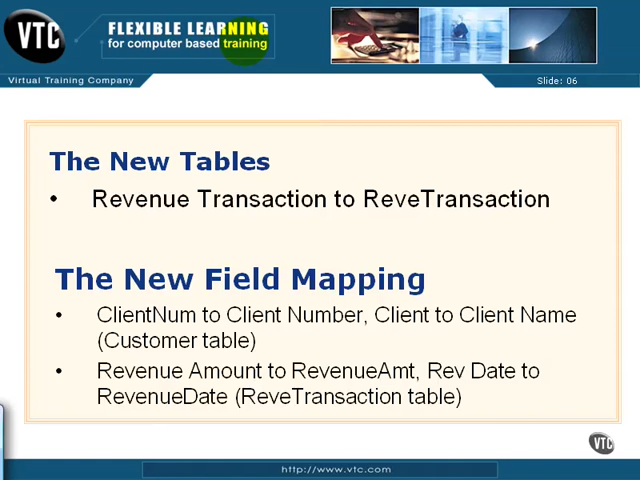 VTC
FLEXIBLE LEARNING
for computer based training
Virtual Training Company
Slide: 06
The New Tables
• Revenue Transaction to ReveTransaction
The New Field Mapping
• ClientNum to Client Number, Client to Client Name
(Customer table)
• Revenue Amount to RevenueAmt, Rev Date to
RevenueDate (ReveTransaction table)
VTC
http://www.vtc.com